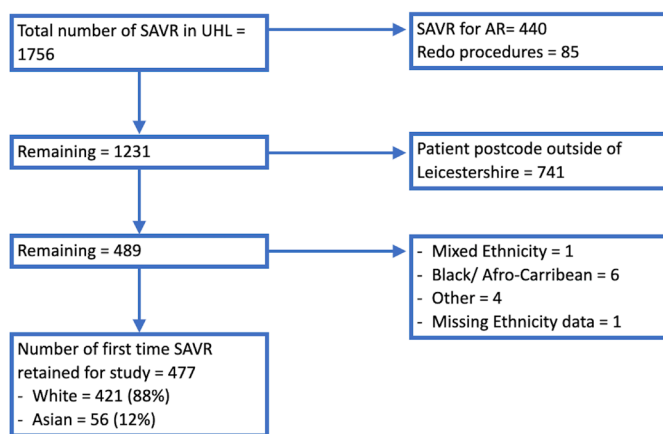 Total number of SAVR in UHL =
1756
SAVR for AR= 440
Redo procedures = 85
Remaining = 1231
Patient postcode outside of
Leicestershire = 741
Remaining = 489
- Mixed Ethnicity = 1
- Black/ Afro-Carribean = 6
- Other = 4
- Missing Ethnicity data = 1
Number of first time SAVR
retained for study = 477
- White = 421 (88%)
- Asian = 56 (12%)